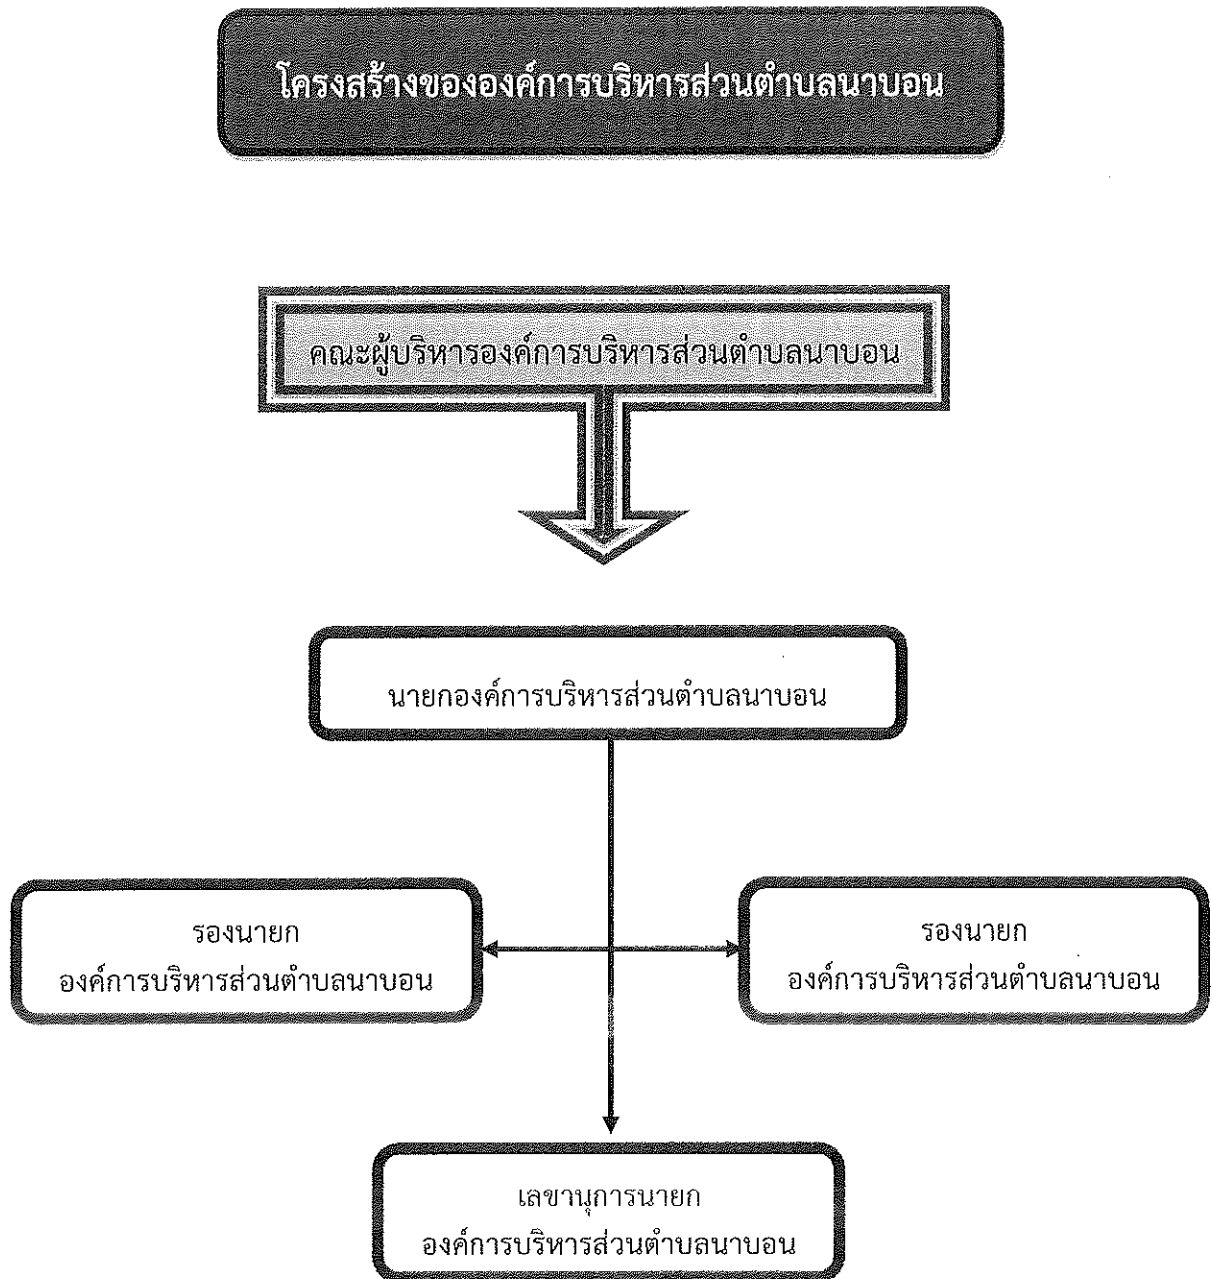 โครงสร้างขององค์การบริหารส่วนตำบลนาบอน
คณะผู้บริหารองค์การบริหารส่วนตำบลนาบอน
นายกองค์การบริหารส่วนตำบลนาบอน
รองนายก
องค์การบริหารส่วนตำบลนาบอน
รองนายก
องค์การบริหารส่วนตำบลนาบอน
เลขานุการนายก
องค์การบริหารส่วนตำบลนาบอน